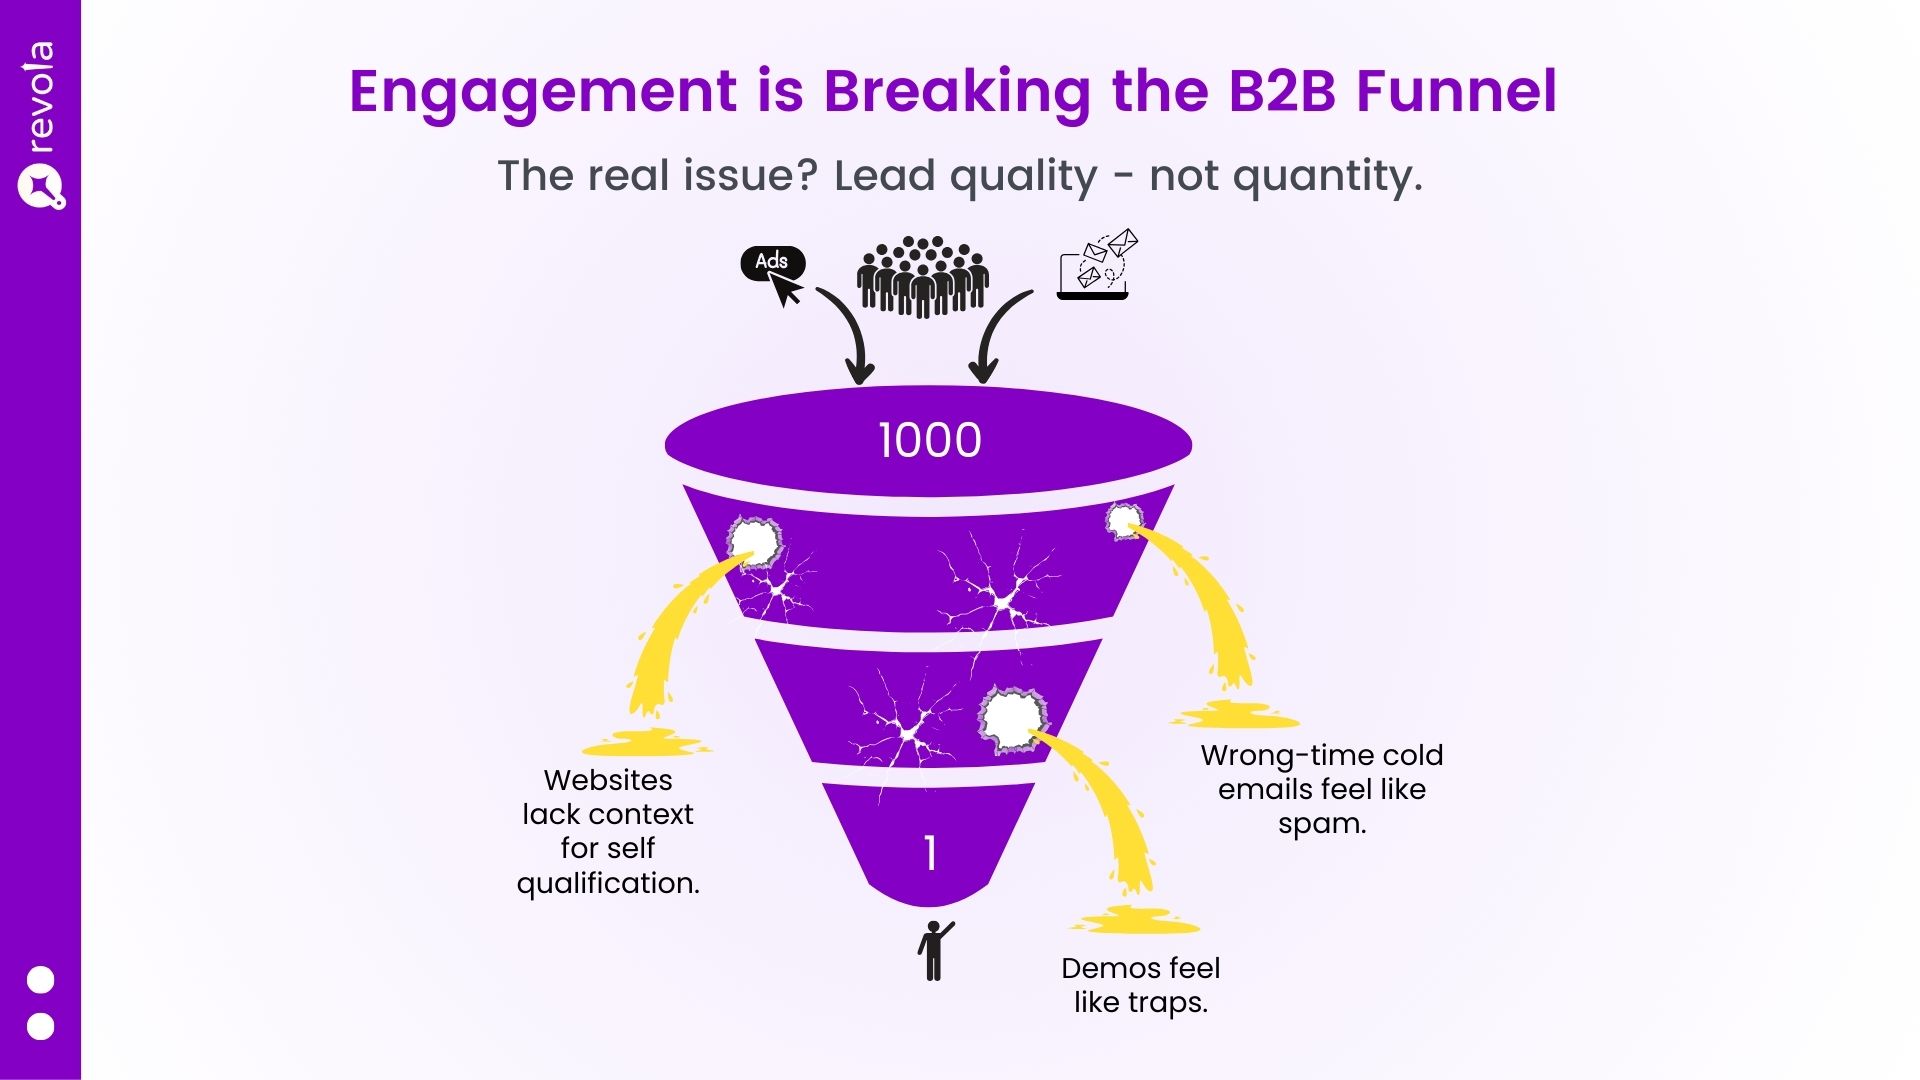 revola
Engagement is Breaking the B2B Funnel
The real issue? Lead quality - not quantity.
Ads
1000
Websites
lack context
for self
qualification.
Wrong-time cold
emails feel like
spam.
1
Demos feel
like traps.